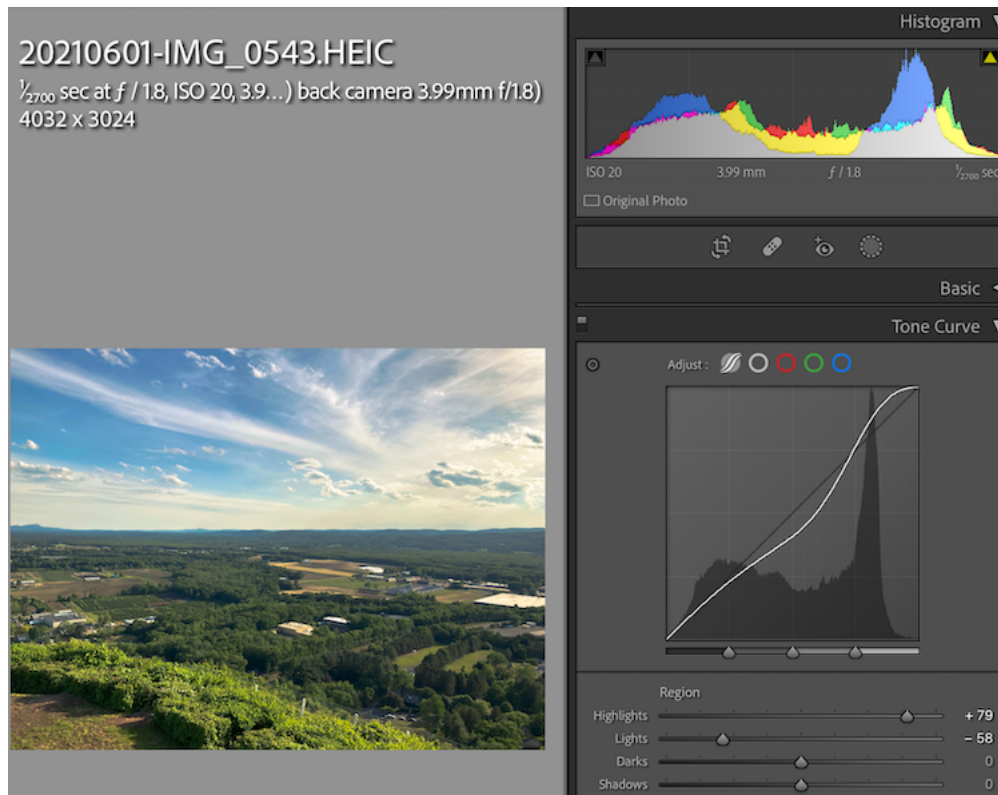 20210601-IMG_0543.HEIC
1/2700 sec at ƒ / 1.8, ISO 20, 3.9...) back camera 3.99mm f/1.8)
4032 x 3024
Histogram
ISO 20 3.99 mm ƒ / 1.8 1/2700 sec
Original Photo
Basic
Tone Curve
Adjust :
Region
Highlights + 79
Lights - 58
Darks 0
Shadows 0